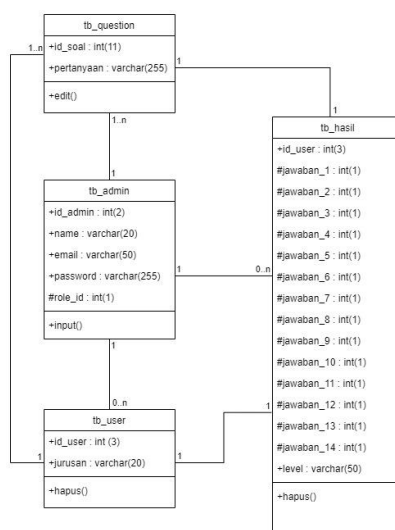 tb_question
+id_soal : int(11)
+pertanyaan : varchar(255)
+edit()
1..n
1
1..n
1
1
tb_admin
+id_admin : int(2)
+name : varchar(20)
+email : varchar(50)
+password : varchar(255)
#role_id : int(1)
+input()
1
0..n
1
0..n
tb_user
+id_user : int (3)
+jurusan : varchar(20)
+hapus()
1
1
1
tb_hasil
+id_user : int(3)
#jawaban_1 : int(1)
#jawaban_2 : int(1)
#jawaban_3 : int(1)
#jawaban_4 : int(1)
#jawaban_5 : int(1)
#jawaban_6 : int(1)
#jawaban_7 : int(1)
#jawaban_8 : int(1)
#jawaban_9 : int(1)
#jawaban_10 : int(1)
#jawaban_11 : int(1)
#jawaban_12 : int(1)
#jawaban_13 : int(1)
#jawaban_14 : int(1)
+level : varchar(50)
+hapus()